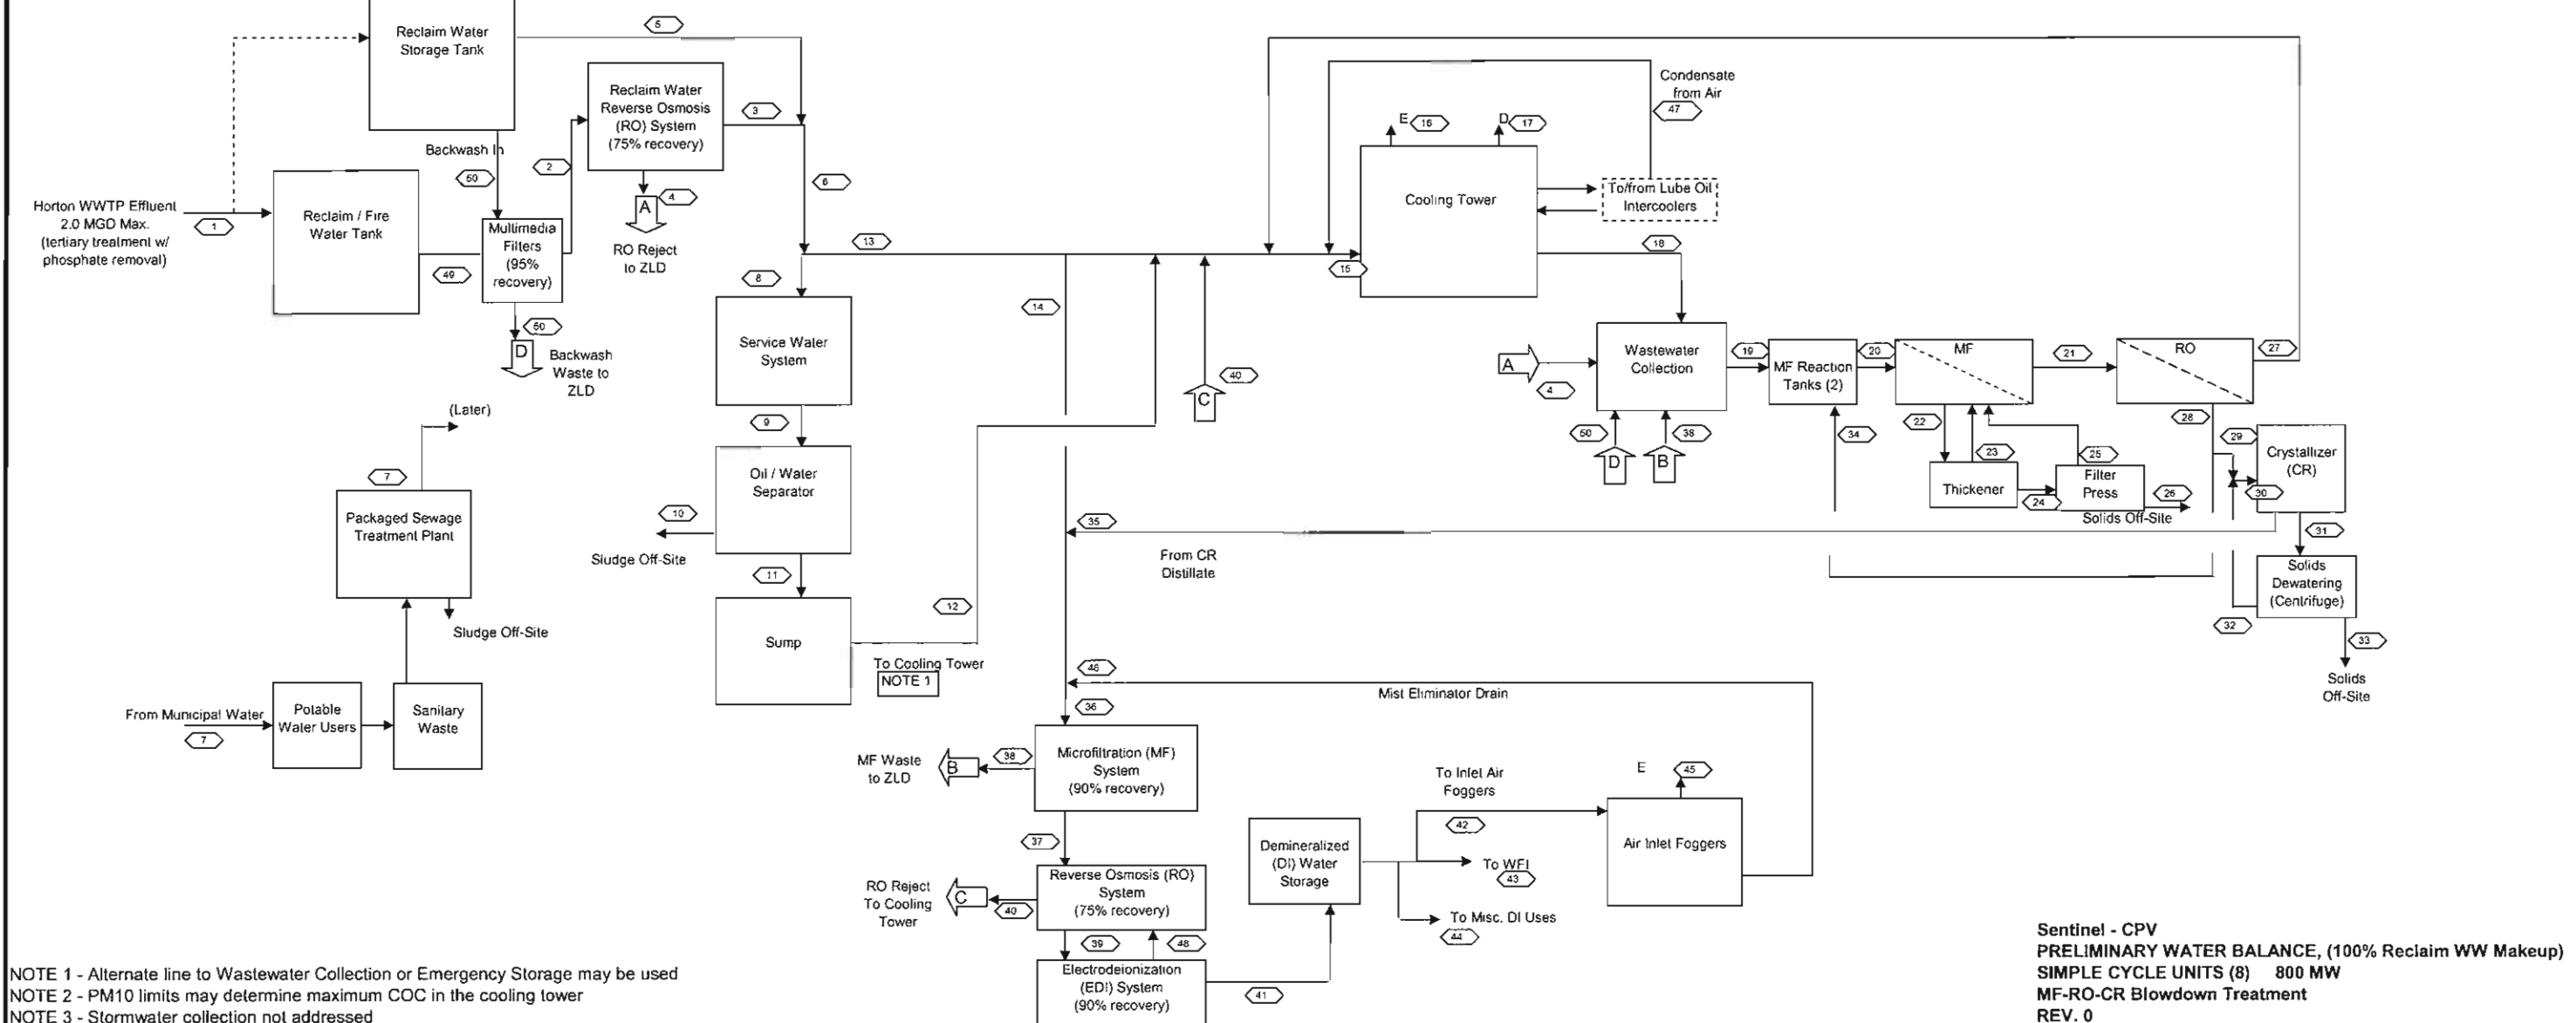 Reclaim Water
Storage Tank
5
Reclaim Water
Reverse Osmosis
(RO) System
(75% recovery)
3
Condensate
from Air
47
E
16
D
17
Backwash In
50
2
6
4
A
RO Reject
to ZLD
Horton WWTP Effluent
2.0 MGD Max.
(tertiary treatment w/
phosphate removal)
1
Reclaim / Fire
Water Tank
49
Multimedia
Filters
(95%
recovery)
50
D
Backwash
Waste to
ZLD
Cooling Tower
To/from Lube Oil
Intercoolers
13
15
18
8
14
Service Water
System
9
C
40
A
4
Wastewater
Collection
50
D
38
B
19
MF Reaction
Tanks (2)
20
MF
21
RO
27
34
22
23
25
28
29
Crystallizer
(CR)
30
Thickener
24
Filter
Press
26
Solids Off-Site
31
(Later)
7
Packaged Sewage
Treatment Plant
Sludge Off-Site
Oil / Water
Separator
10
Sludge Off-Site
11
Sump
12
To Cooling Tower
NOTE 1
35
From CR
Distillate
Solids
Dewatering
(Centrifuge)
32
33
Solids
Off-Site
From Municipal Water
7
Potable
Water Users
Sanitary
Waste
46
Mist Eliminator Drain
36
Microfiltration (MF)
System
(90% recovery)
MF Waste
to ZLD
B
38
37
RO Reject
To Cooling
Tower
C
40
Reverse Osmosis (RO)
System
(75% recovery)
39
48
Electrodeionization
(EDI) System
(90% recovery)
41
Demineralized
(DI) Water
Storage
To Inlet Air
Foggers
42
To WFI
43
To Misc. DI Uses
44
E
45
Air Inlet Foggers
NOTE 1 - Alternate line to Wastewater Collection or Emergency Storage may be used
NOTE 2 - PM10 limits may determine maximum COC in the cooling tower
NOTE 3 - Stormwater collection not addressed
Sentinel - CPV
PRELIMINARY WATER BALANCE, (100% Reclaim WW Makeup)
SIMPLE CYCLE UNITS (8) 800 MW
MF-RO-CR Blowdown Treatment
REV. 0